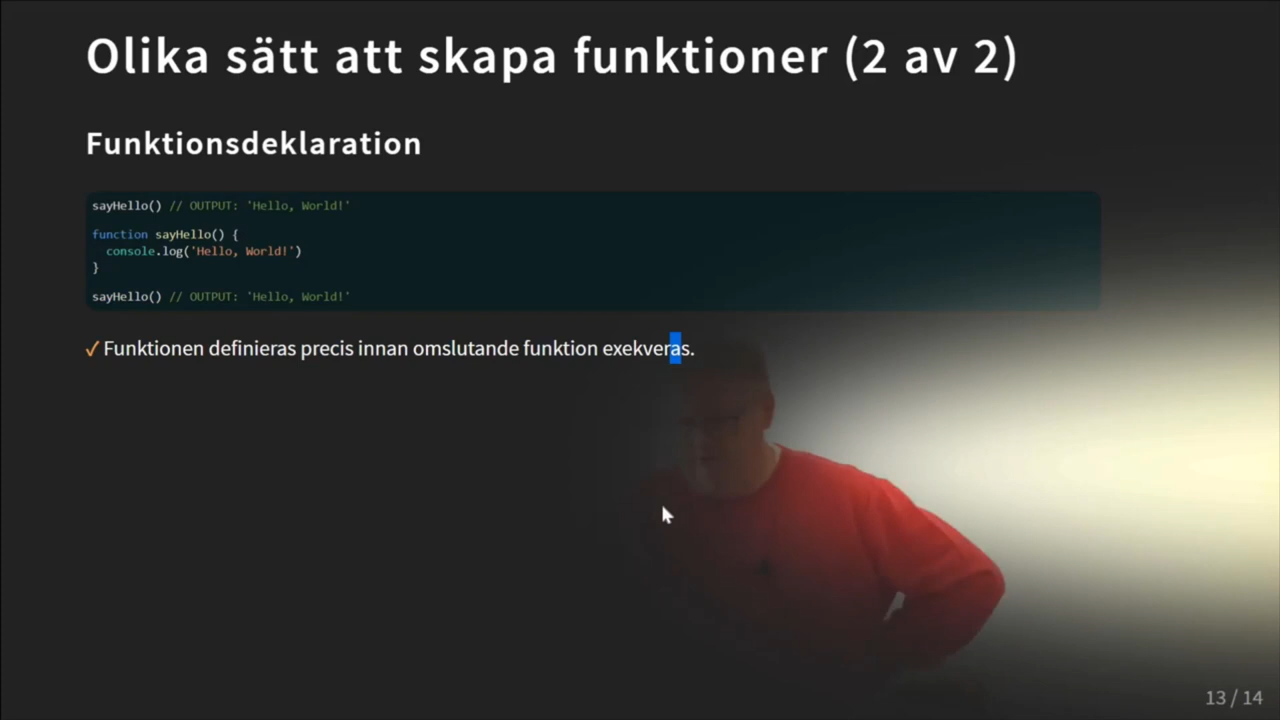 Olika sätt att skapa funktioner (2 av 2)
Funktionsdeklaration
sayHello() // OUTPUT: 'Hello, World!'
function sayHello() {
console.log('Hello, World!')
}
sayHello() // OUTPUT: 'Hello, World!'
✓ Funktionen definieras precis innan omslutande funktion exekveras.
13 / 14